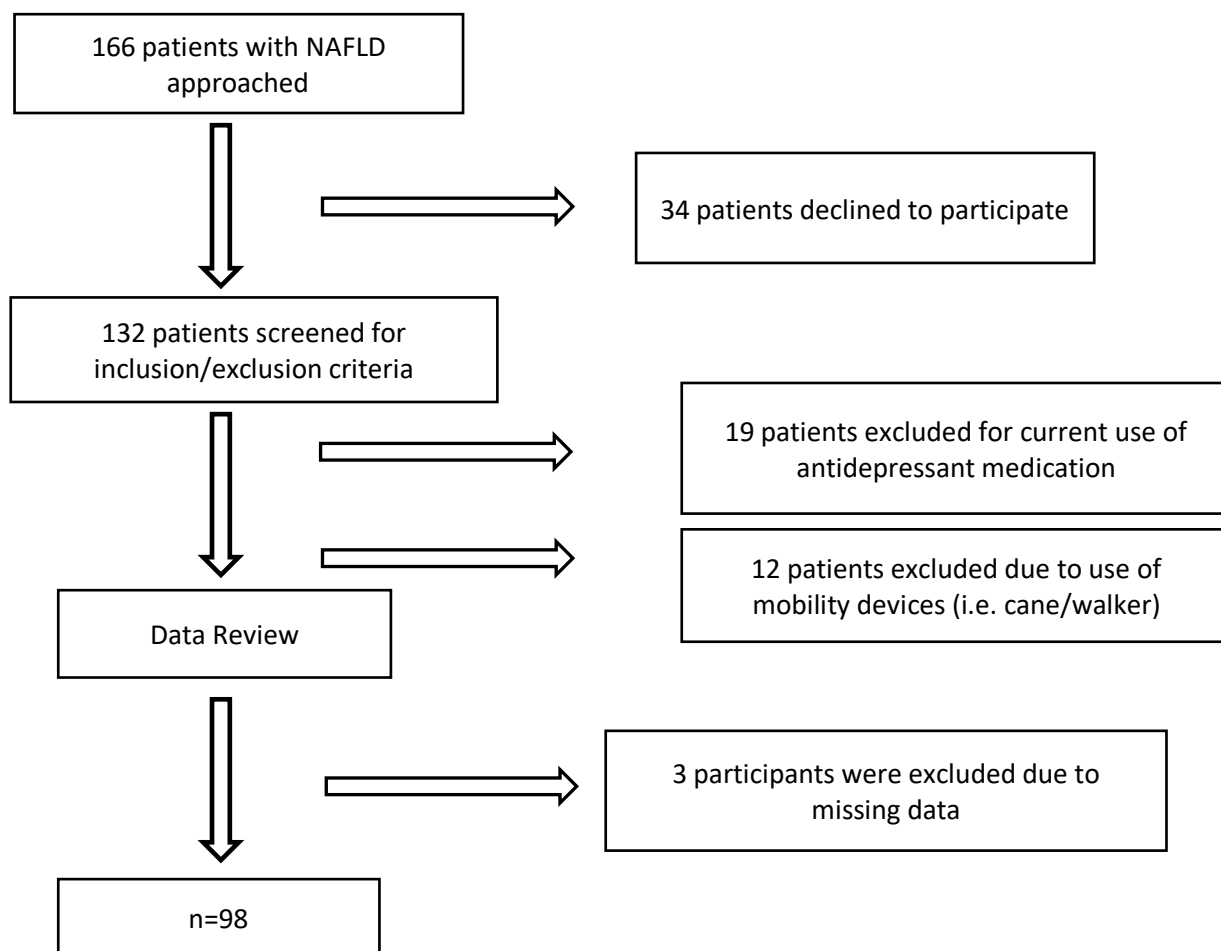 166 patients with NAFLD
approached
34 patients declined to participate
132 patients screened for
inclusion/exclusion criteria
19 patients excluded for current use of
antidepressant medication
12 patients excluded due to use of
mobility devices (i.e. cane/walker)
Data Review
3 participants were excluded due to
missing data
n=98